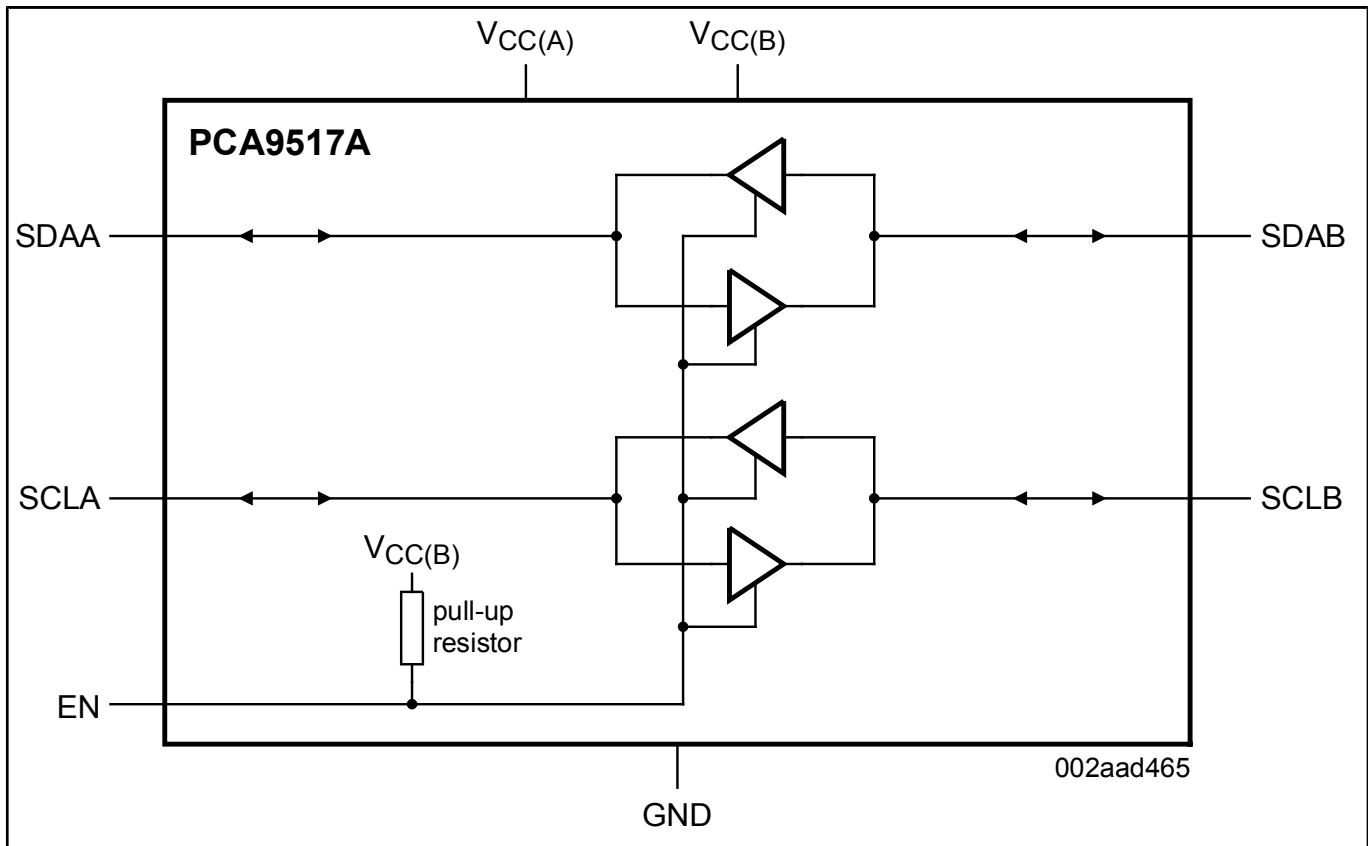 VCC(A)
VCC(B)
PCA9517A
SDAA
SDAB
SCLA
SCLB
VCC(B)
pull-up
resistor
EN
002aad465
GND